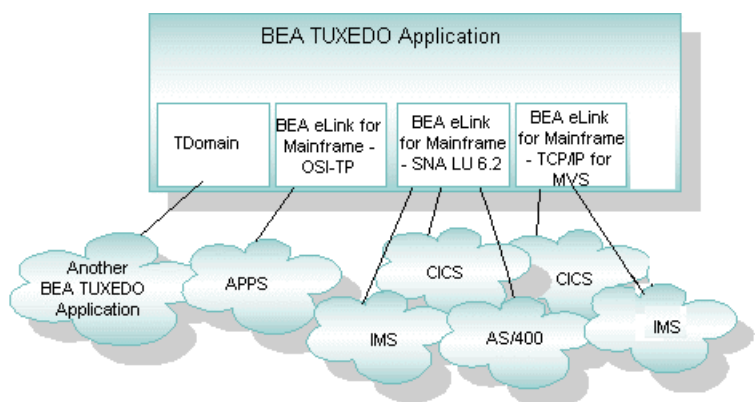 BEA TUXEDO Application
TDomain
BEA eLink for
Mainframe -
OSI-TP
BEA eLink
for Mainframe
- SNA LU 6.2
BEA eLink
for Mainframe
- TCP/IP for
MVS
Another
BEA TUXEDO
Application
APPS
CICS
CICS
IMS
AS/400
IMS